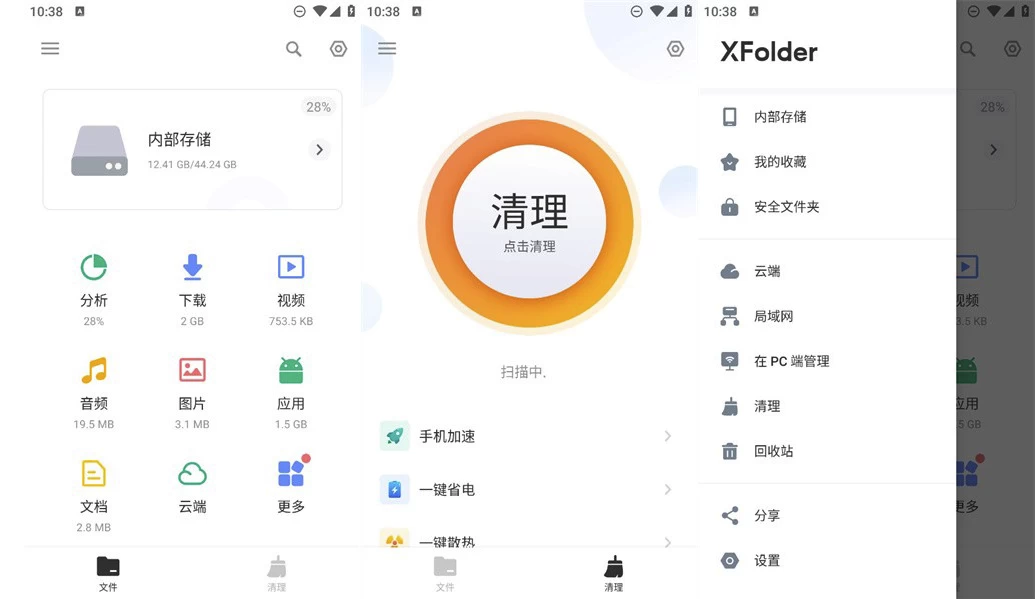 10:38
28%
内部存储
12.41 GB/44.24 GB
分析
28%
下载
2 GB
视频
753.5 KB
音频
19.5 MB
图片
3.1 MB
应用
1.5 GB
文档
2.8 MB
云端
更多
文件
清理
10:38
清理
点击清理
扫描中.
手机加速
一键省电
一键散热
文件
清理
10:38
XFolder
内部存储
我的收藏
安全文件夹
云端
局域网
在 PC 端管理
清理
回收站
分享
设置
28%
视频
3.5 KB
应用
5 GB
更多